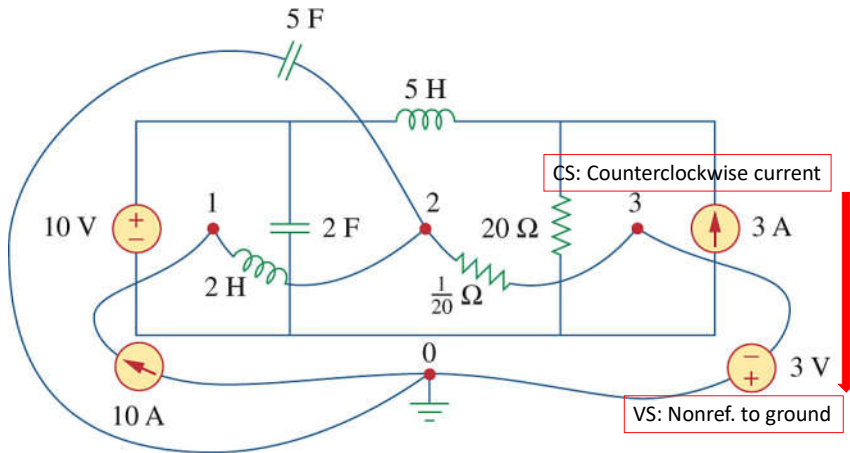 5 F
5 H
CS: Counterclockwise current
10 V
+
−
1
2 F
2
20 Ω
3
3 A
2 H
1/20 Ω
0
10 A
−
+
3 V
VS: Nonref. to ground